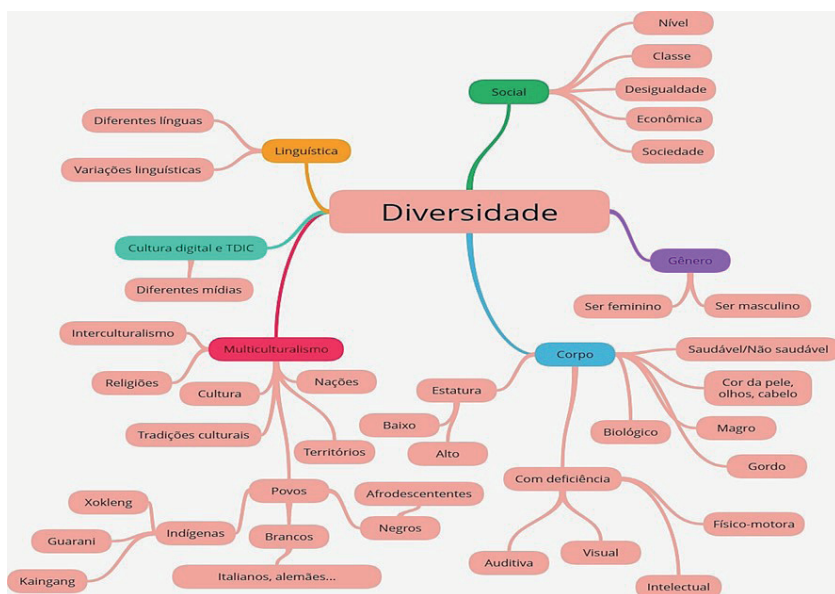 Diversidade
Social
Nível
Classe
Desigualdade
Econômica
Sociedade
Linguística
Diferentes línguas
Variações linguísticas
Cultura digital e TDIC
Diferentes mídias
Gênero
Ser feminino
Ser masculino
Multiculturalismo
Interculturalismo
Religiões
Cultura
Nações
Tradições culturais
Territórios
Povos
Indígenas
Xokleng
Guarani
Kaingang
Brancos
Italianos, alemães...
Negros
Afrodescententes
Corpo
Saudável/Não saudável
Cor da pele,
olhos, cabelo
Magro
Gordo
Biológico
Estatura
Baixo
Alto
Com deficiência
Auditiva
Visual
Físico-motora
Intelectual